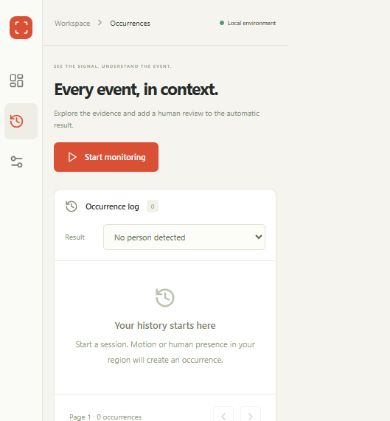 Workspace > Occurrences
Local environment
SEE THE SIGNAL, UNDERSTAND THE EVENT.
Every event, in context.
Explore the evidence and add a human review to the automatic
result.
Start monitoring
Occurrence log 0
Result No person detected
Your history starts here
Start a session. Motion or human presence in your
region will create an occurrence.
Page 1 · 0 occurrences